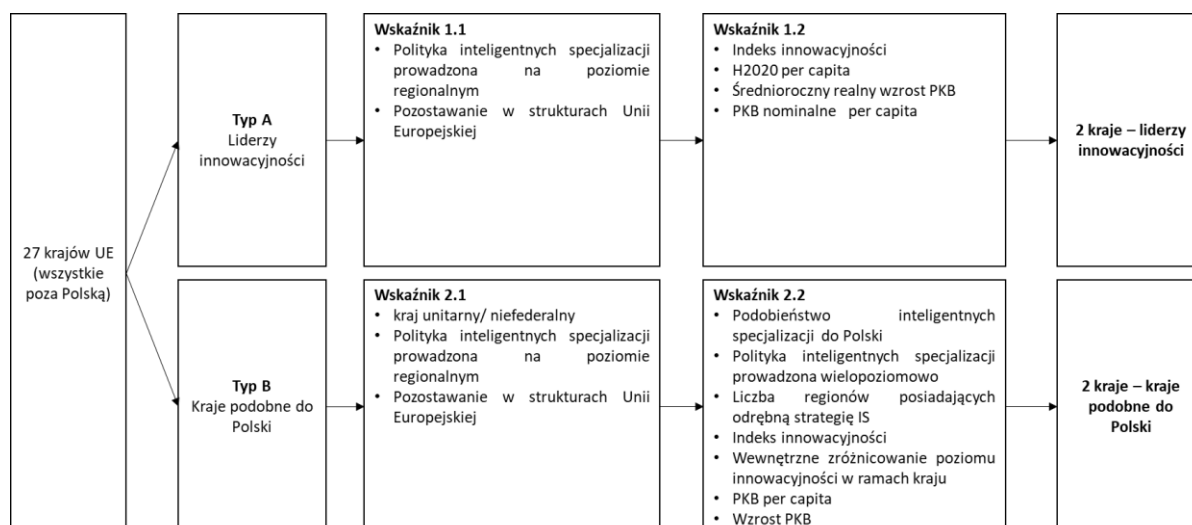 27 krajów UE
(wszystkie
poza Polską)
Typ A
Liderzy
innowacyjności
Wskaźnik 1.1
• Polityka inteligentnych specjalizacji
prowadzona na poziomie
regionalnym
• Pozostawanie w strukturach Unii
Europejskiej
Wskaźnik 1.2
• Indeks innowacyjności
• H2020 per capita
• Średnioroczny realny wzrost PKB
• PKB nominalne per capita
2 kraje – liderzy
innowacyjności
Typ B
Kraje podobne do
Polski
Wskaźnik 2.1
• kraj unitarny/ niefederalny
• Polityka inteligentnych specjalizacji
prowadzona na poziomie
regionalnym
• Pozostawanie w strukturach Unii
Europejskiej
Wskaźnik 2.2
• Podobieństwo inteligentnych
specjalizacji do Polski
• Polityka inteligentnych specjalizacji
prowadzona wielopoziomowo
• Liczba regionów posiadających
odrębną strategię IS
• Indeks innowacyjności
• Wewnętrzne zróżnicowanie poziomu
innowacyjności w ramach kraju
• PKB per capita
• Wzrost PKB
2 kraje – kraje
podobne do
Polski